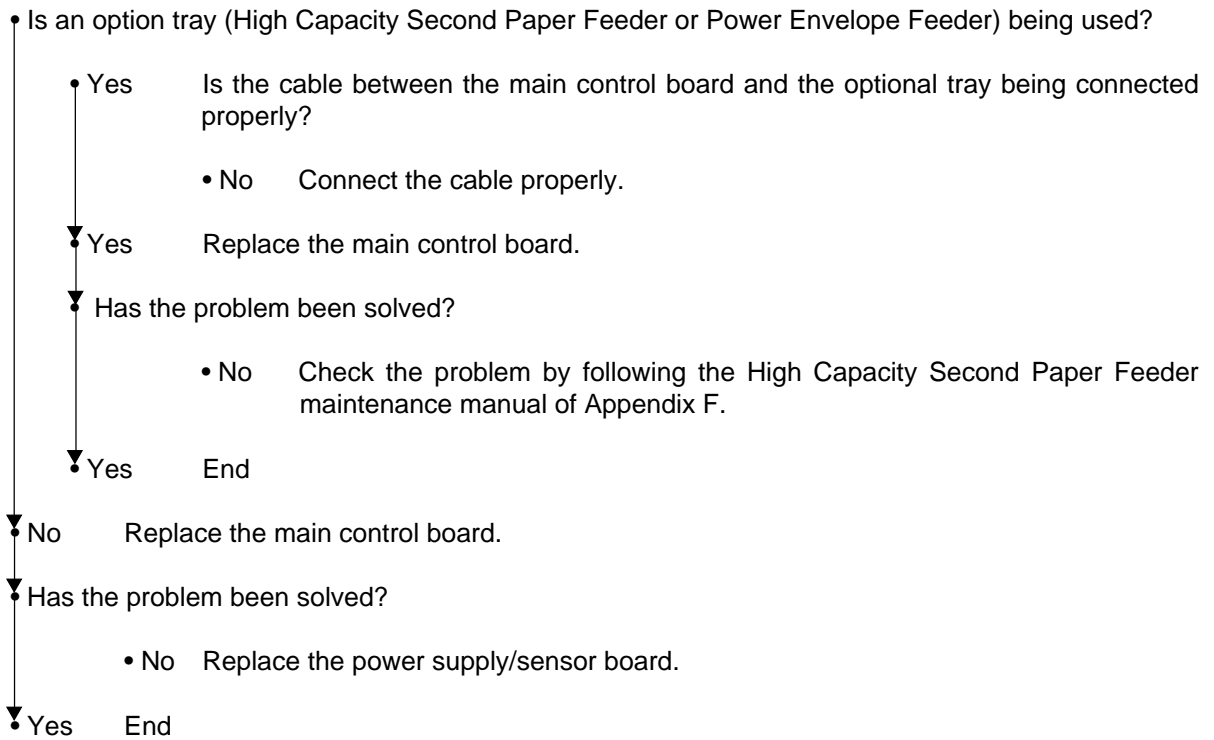 • Is an option tray (High Capacity Second Paper Feeder or Power Envelope Feeder) being used?
• Yes Is the cable between the main control board and the optional tray being connected
properly?
• No Connect the cable properly.
• Yes Replace the main control board.
• Has the problem been solved?
• No Check the problem by following the High Capacity Second Paper Feeder
maintenance manual of Appendix F.
• Yes End
• No Replace the main control board.
• Has the problem been solved?
• No Replace the power supply/sensor board.
• Yes End